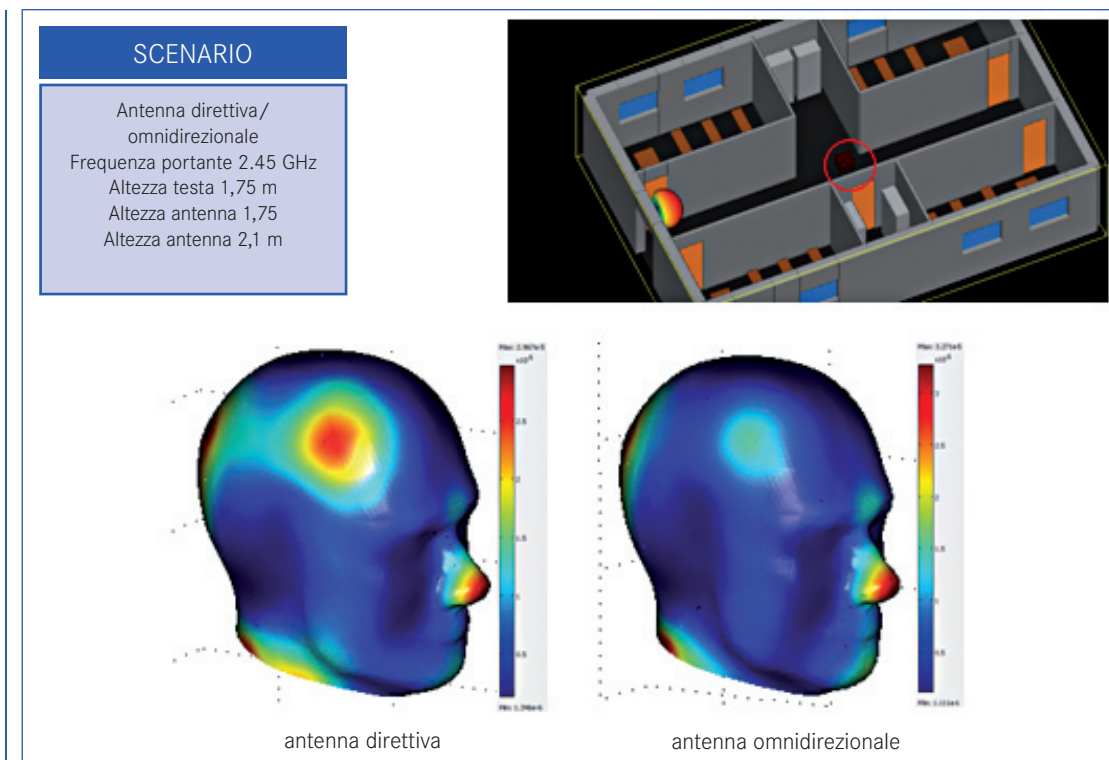 SCENARIO
Antenna direttiva/
omnidirezionale
Frequenza portante 2.45 GHz
Altezza testa 1,75 m
Altezza antenna 1,75
Altezza antenna 2,1 m
antenna direttiva
antenna omnidirezionale